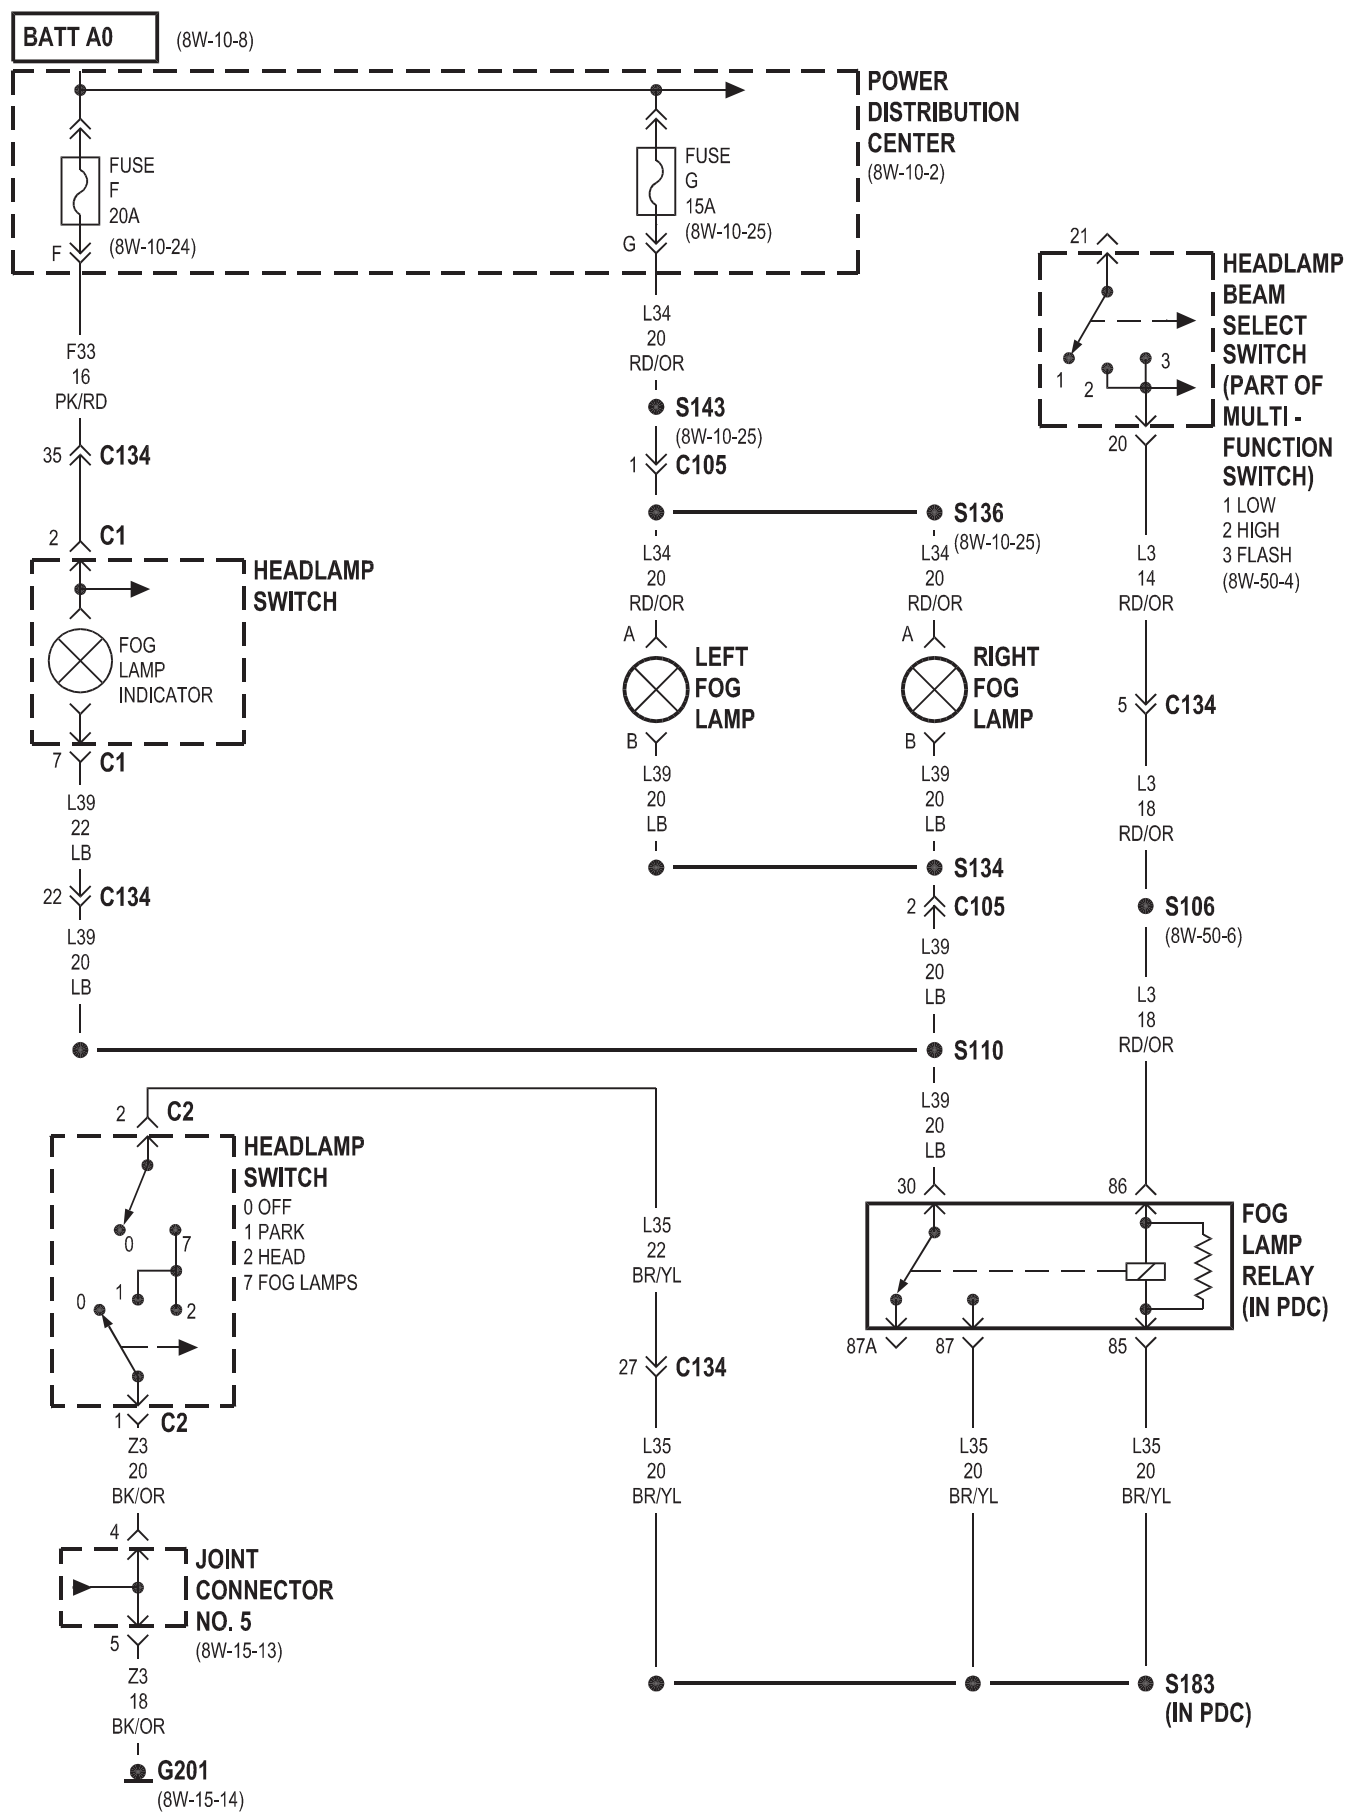 BATT A0
(8W-10-8)
POWER
DISTRIBUTION
CENTER
(8W-10-2)
FUSE
F
20A
(8W-10-24)
F
FUSE
G
15A
(8W-10-25)
G
21
HEADLAMP
BEAM
SELECT
SWITCH
(PART OF
MULTI -
FUNCTION
SWITCH)
1 LOW
2 HIGH
3 FLASH
(8W-50-4)
1
2
3
20
F33
16
PK/RD
35
C134
2
C1
HEADLAMP
SWITCH
FOG
LAMP
INDICATOR
7
C1
L39
22
LB
22
C134
L39
20
LB
L34
20
RD/OR
S143
(8W-10-25)
1
C105
S136
(8W-10-25)
L34
20
RD/OR
L34
20
RD/OR
A
LEFT
FOG
LAMP
B
A
RIGHT
FOG
LAMP
B
L39
20
LB
L39
20
LB
S134
2
C105
L39
20
LB
S110
L39
20
LB
L3
14
RD/OR
5
C134
L3
18
RD/OR
S106
(8W-50-6)
L3
18
RD/OR
2
C2
HEADLAMP
SWITCH
0 OFF
1 PARK
2 HEAD
7 FOG LAMPS
0
7
1
0
2
1
C2
Z3
20
BK/OR
4
JOINT
CONNECTOR
NO. 5
(8W-15-13)
5
Z3
18
BK/OR
G201
(8W-15-14)
L35
22
BR/YL
27
C134
L35
20
BR/YL
30
86
FOG
LAMP
RELAY
(IN PDC)
87A
87
85
L35
20
BR/YL
L35
20
BR/YL
S183
(IN PDC)